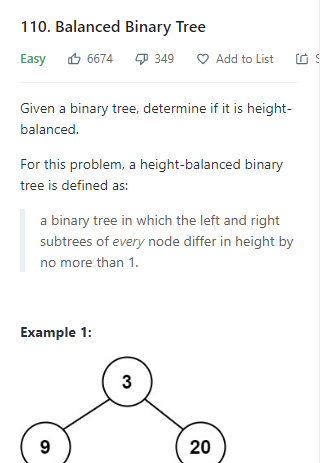 110. Balanced Binary Tree
Easy 6674 349 Add to List
Given a binary tree, determine if it is height-
balanced.
For this problem, a height-balanced binary
tree is defined as:
a binary tree in which the left and right
subtrees of every node differ in height by
no more than 1.
Example 1:
3
9 20